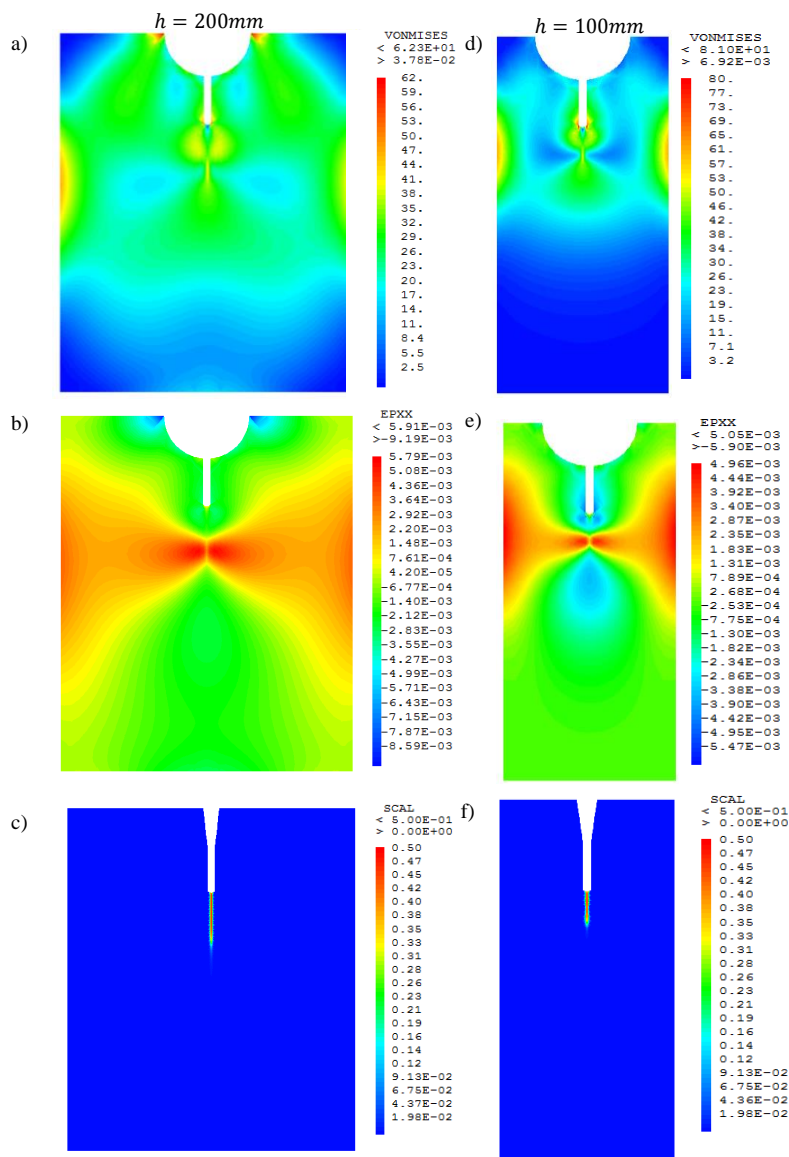 h = 200mm
a)
VONMISES
< 6.23E+01
> 3.78E-02
62.
59.
56.
53.
50.
47.
44.
41.
38.
35.
32.
29.
26.
23.
20.
17.
14.
11.
8.4
5.5
2.5
h = 100mm
d)
VONMISES
< 8.10E+01
> 6.92E-03
80.
77.
73.
69.
65.
61.
57.
53.
50.
46.
42.
38.
34.
30.
26.
23.
19.
15.
11.
7.1
3.2
b)
EPXX
< 5.91E-03
>-9.19E-03
5.79E-03
5.08E-03
4.36E-03
3.64E-03
2.92E-03
2.20E-03
1.48E-03
7.61E-04
4.20E-05
-6.77E-04
-1.40E-03
-2.12E-03
-2.83E-03
-3.55E-03
-4.27E-03
-4.99E-03
-5.71E-03
-6.43E-03
-7.15E-03
-7.87E-03
-8.59E-03
e)
EPXX
< 5.05E-03
>-5.90E-03
4.96E-03
4.44E-03
3.92E-03
3.40E-03
2.87E-03
2.35E-03
1.83E-03
1.31E-03
7.89E-04
2.68E-04
-2.53E-04
-7.75E-04
-1.30E-03
-1.82E-03
-2.34E-03
-2.86E-03
-3.38E-03
-3.90E-03
-4.42E-03
-4.95E-03
-5.47E-03
c)
SCAL
< 5.00E-01
> 0.00E+00
0.50
0.47
0.45
0.42
0.40
0.38
0.35
0.33
0.31
0.28
0.26
0.23
0.21
0.19
0.16
0.14
0.12
9.13E-02
6.75E-02
4.37E-02
1.98E-02
f)
SCAL
< 5.00E-01
> 0.00E+00
0.50
0.47
0.45
0.42
0.40
0.38
0.35
0.33
0.31
0.28
0.26
0.23
0.21
0.19
0.16
0.14
0.12
9.13E-02
6.75E-02
4.36E-02
1.98E-02